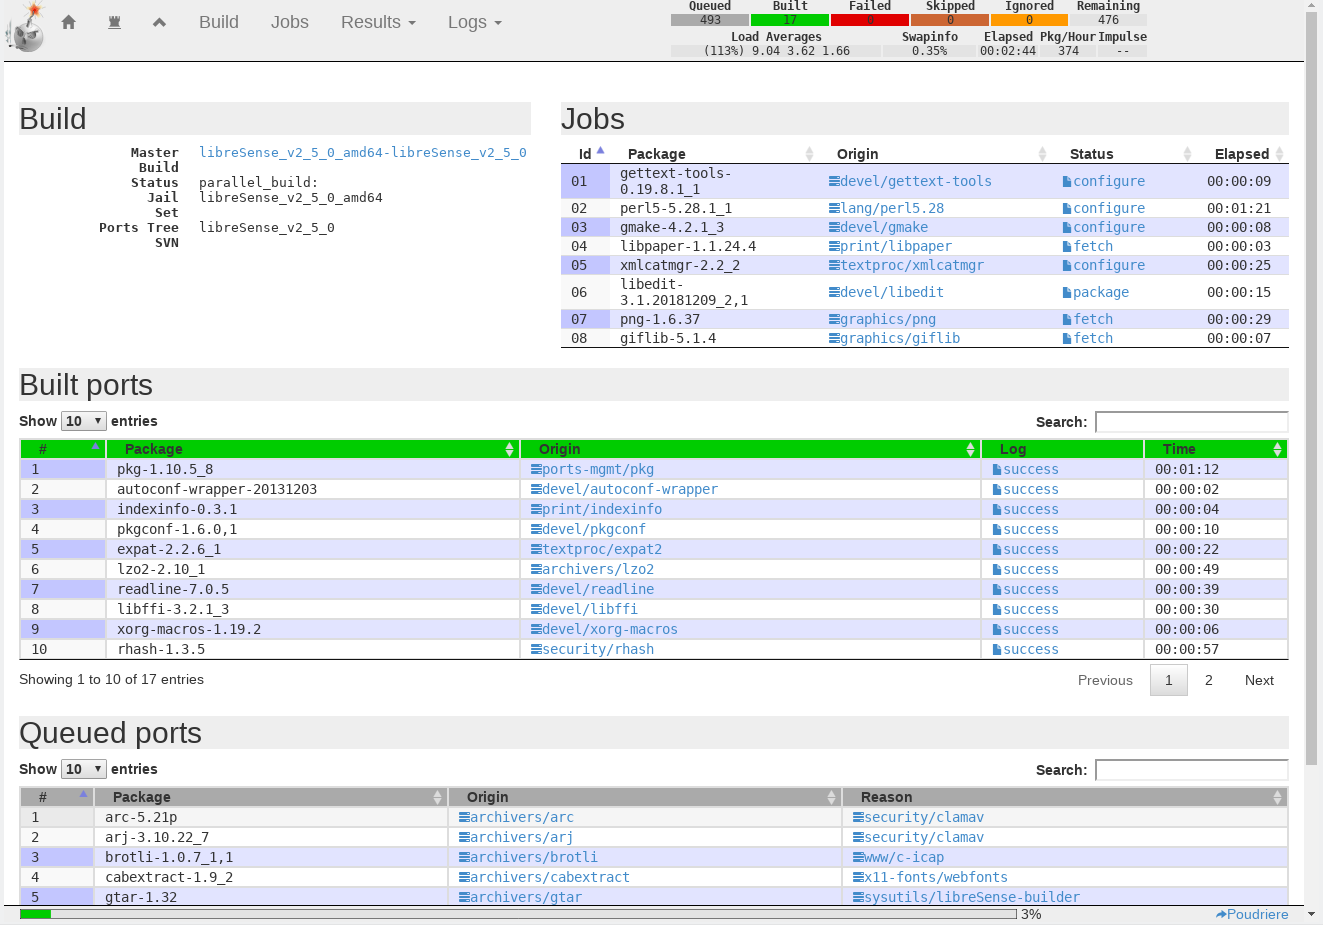 Build Jobs Results Logs
Queued Built Failed Skipped Ignored Remaining
493 17 0 0 0 476
Load Averages Swapinfo Elapsed Pkg/Hour Impulse
(113%) 9.04 3.62 1.66 0.35% 00:02:44 374 --
Build
Master libreSense_v2_5_0_amd64-libreSense_v2_5_0
Build
Status parallel_build:
Jail libreSense_v2_5_0_amd64
Set
Ports Tree libreSense_v2_5_0
SVN
Jobs
Id Package Origin Status Elapsed
01 gettext-tools-0.19.8.1_1 devel/gettext-tools configure 00:00:09
02 perl5-5.28.1_1 lang/perl5.28 configure 00:01:21
03 gmake-4.2.1_3 devel/gmake configure 00:00:08
04 libpaper-1.1.24.4 print/libpaper fetch 00:00:03
05 xmlcatmgr-2.2_2 textproc/xmlcatmgr configure 00:00:25
06 libedit-3.1.20181209_2,1 devel/libedit package 00:00:15
07 png-1.6.37 graphics/png fetch 00:00:29
08 giflib-5.1.4 graphics/giflib fetch 00:00:07
Built ports
Show 10 entries Search:
# Package Origin Log Time
1 pkg-1.10.5_8 ports-mgmt/pkg success 00:01:12
2 autoconf-wrapper-20131203 devel/autoconf-wrapper success 00:00:02
3 indexinfo-0.3.1 print/indexinfo success 00:00:04
4 pkgconf-1.6.0,1 devel/pkgconf success 00:00:10
5 expat-2.2.6_1 textproc/expat2 success 00:00:22
6 lzo2-2.10_1 archivers/lzo2 success 00:00:49
7 readline-7.0.5 devel/readline success 00:00:39
8 libffi-3.2.1_3 devel/libffi success 00:00:30
9 xorg-macros-1.19.2 devel/xorg-macros success 00:00:06
10 rhash-1.3.5 security/rhash success 00:00:57
Showing 1 to 10 of 17 entries Previous 1 2 Next
Queued ports
Show 10 entries Search:
# Package Origin Reason
1 arc-5.21p archivers/arc security/clamav
2 arj-3.10.22_7 archivers/arj security/clamav
3 brotli-1.0.7_1,1 archivers/brotli www/c-icap
4 cabextract-1.9_2 archivers/cabextract x11-fonts/webfonts
5 gtar-1.32 archivers/gtar sysutils/libreSense-builder
3% Poudriere